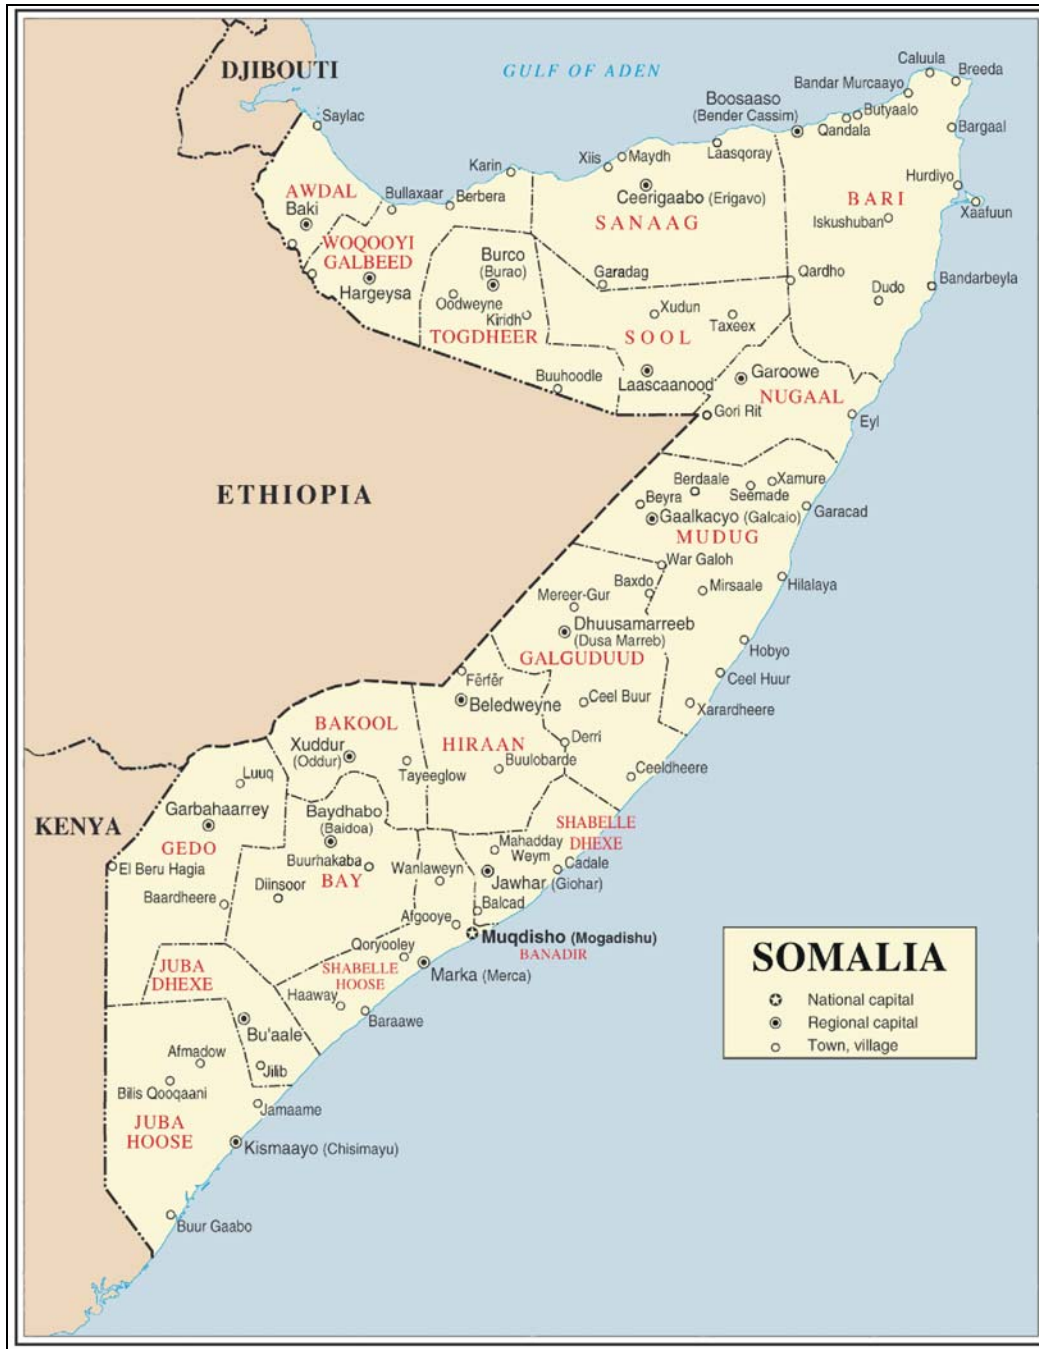 DJIBOUTI
GULF OF ADEN
Caluula
Breeda
Bandar Murcaayo
Boosaaso
(Bender Cassim)
Butyaalo
Qandala
Bargaal
Saylac
Xiis
Maydh
Laasqoray
Karin
Hurdiyo
AWDAL
Baki
Bullaxaar
Berbera
Ceerigaabo (Erigavo)
SANAAG
BARI
Xaafuun
Iskushuban
WOQOOYI
GALBEED
Hargeysa
Burco
(Burao)
Oodweyne
Kiridh
Garadag
Qardho
Dudo
Bandarbeyla
TOGDHEER
Xudun
Taxeex
SOOL
Buuhoodle
Laascaanood
Garoowe
NUGAAL
Gori Rit
Eyl
ETHIOPIA
Berdaale
Xamure
Beyra
Seemade
Garacad
Gaalkacyo (Galcaio)
MUDUG
War Galoh
Baxdo
Mirsaale
Hilalaya
Mereer-Gur
Dhuusamarreeb
(Dusa Marreb)
GALGUDUUD
Hobyo
Fērfēr
Ceel Huur
Beledweyne
Ceel Buur
Xarardheere
BAKOOL
Xuddur
(Oddur)
HIRAAN
Derri
Tayeeglow
Buulobarde
Ceeldheere
Luuq
Garbahaarrey
Baydhabo
(Baidoa)
KENYA
GEDO
SHABELLE
DHEXE
Mahadday
Weym
El Beru Hagia
Buurhakaba
BAY
Wanlaweyn
Cadale
Jawhar (Giohar)
Diinsoor
Baardheere
Balcad
Afgooye
Muqdisho (Mogadishu)
BANADIR
Qoryooley
JUBA
DHEXE
SHABELLE
HOOSE
Marka (Merca)
Haaway
Baraawe
Bu'aale
Afmadow
Jilib
Bilis Qooqaani
Jamaame
JUBA
HOOSE
Kismaayo (Chisimayu)
Buur Gaabo
SOMALIA
National capital
Regional capital
Town, village